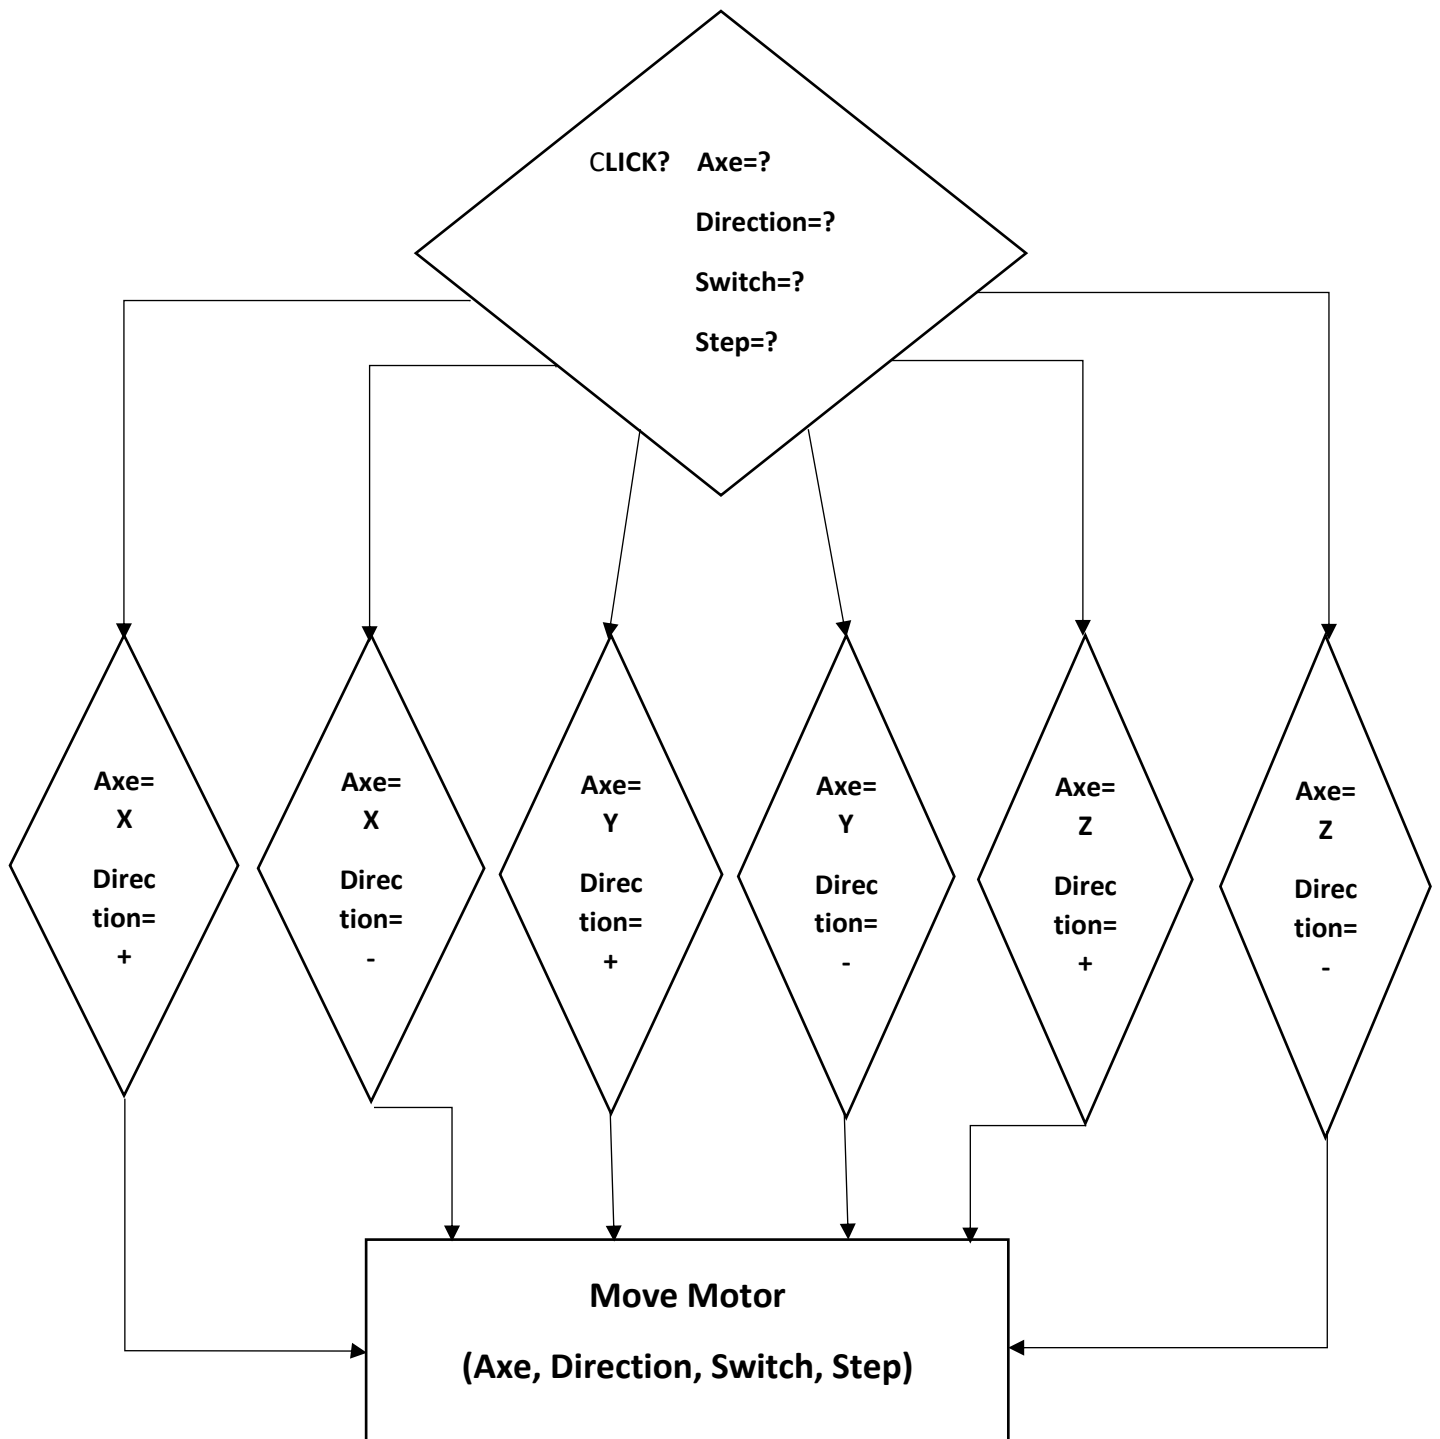 CLICK? Axe=?
Direction=?
Switch=?
Step=?
Axe=
X
Direc
tion=
+
Axe=
X
Direc
tion=
-
Axe=
Y
Direc
tion=
+
Axe=
Y
Direc
tion=
-
Axe=
Z
Direc
tion=
+
Axe=
Z
Direc
tion=
-
Move Motor
(Axe, Direction, Switch, Step)